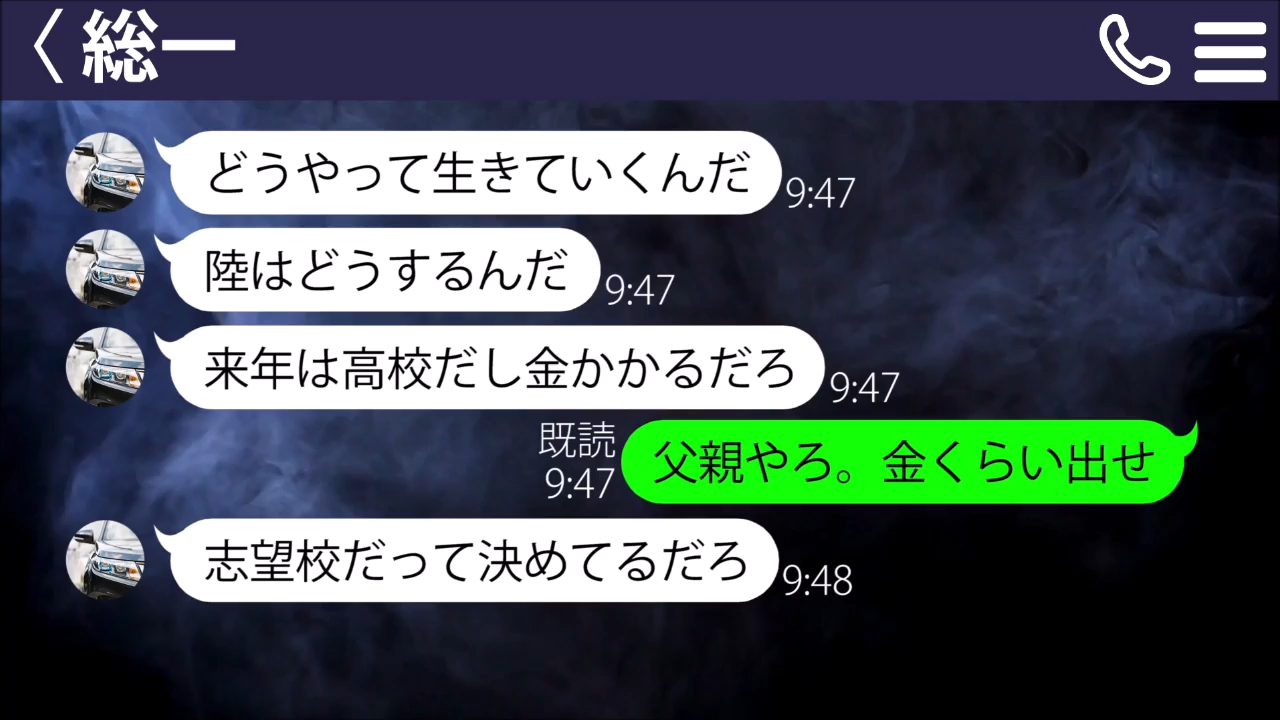 総一
どうやって生きていくんだ
9:47
陸はどうするんだ
9:47
来年は高校だし金かかるだろ
9:47
既読
9:47
父親やろ。金くらい出せ
志望校だって決めてるだろ
9:48